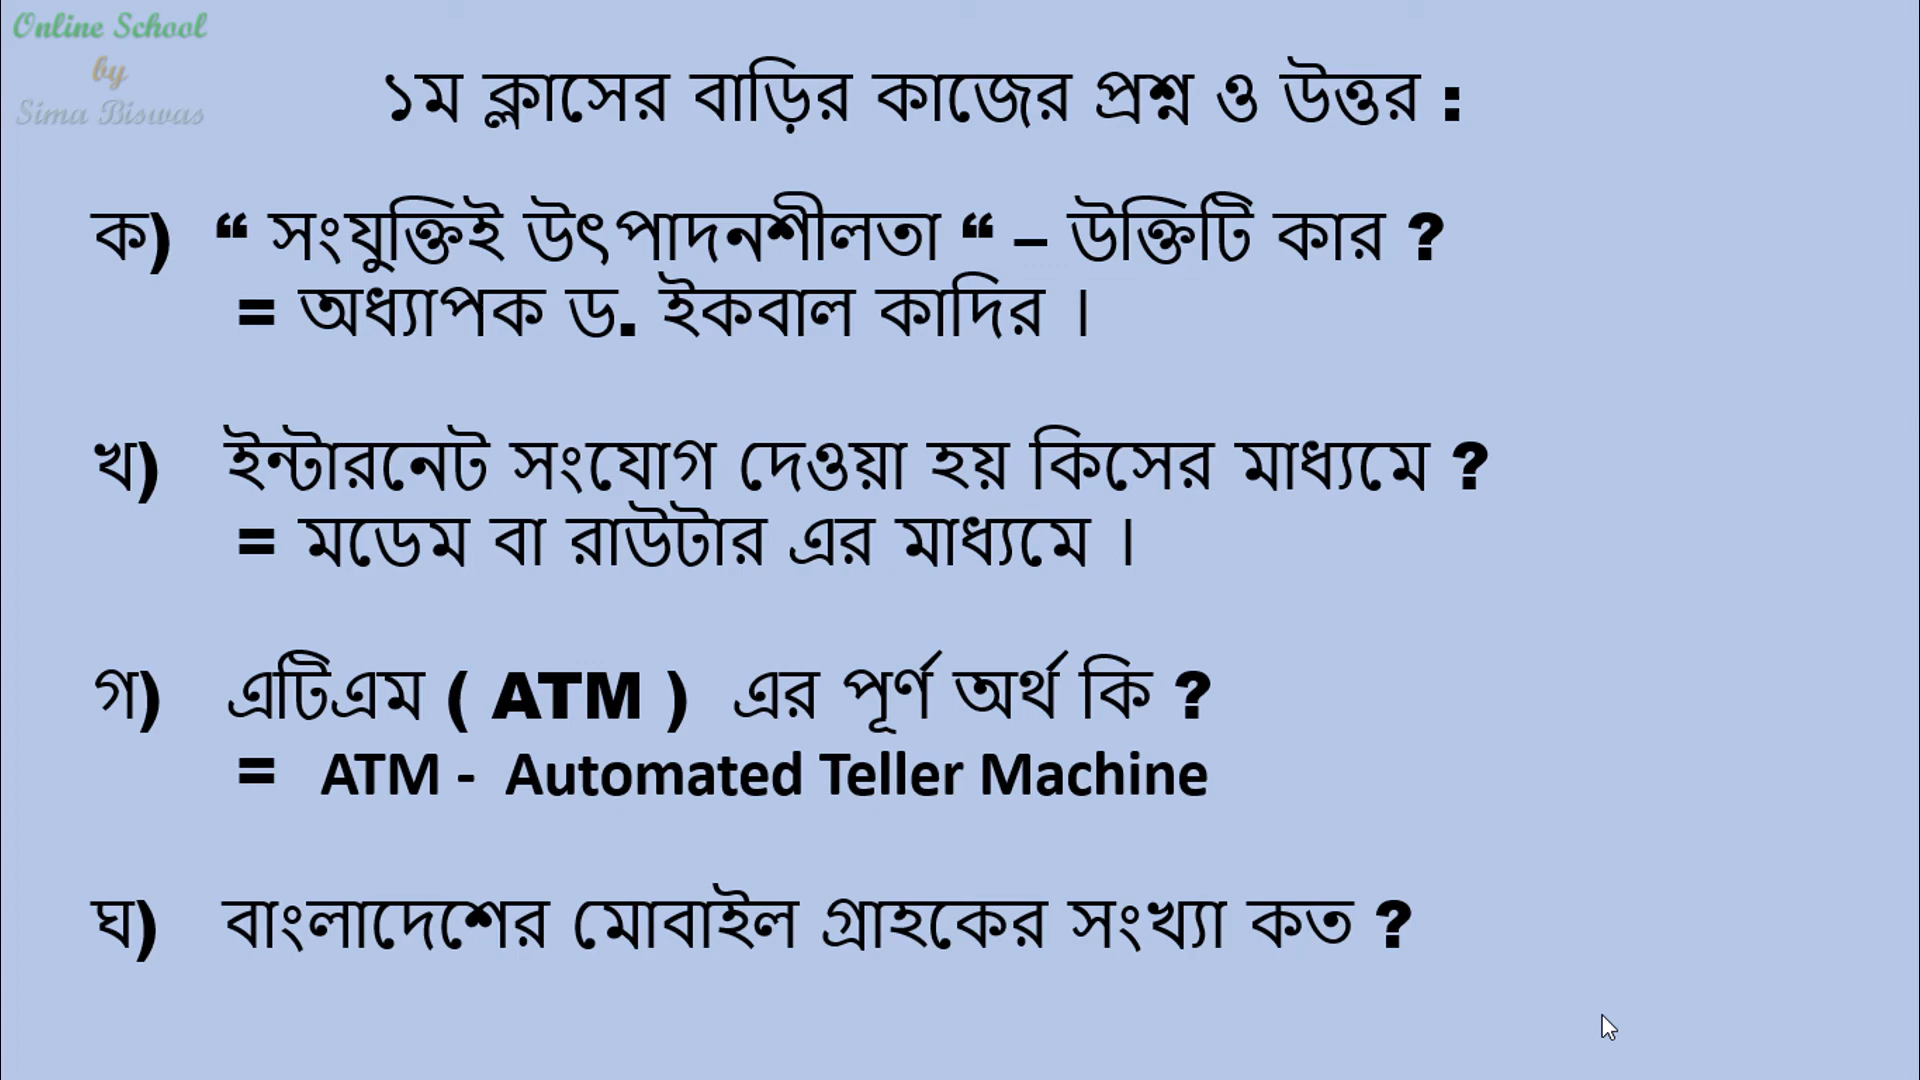 Online School
by
Sima Biswas
১ম ক্লাসের বাড়ির কাজের প্রশ্ন ও উত্তর :
ক) “ সংযুক্তিই উৎপাদনশীলতা “ – উক্তিটি কার ?
= অধ্যাপক ড. ইকবাল কাদির ।
খ) ইন্টারনেট সংযোগ দেওয়া হয় কিসের মাধ্যমে ?
= মডেম বা রাউটার এর মাধ্যমে ।
গ) এটিএম ( ATM ) এর পূর্ণ অর্থ কি ?
= ATM - Automated Teller Machine
ঘ) বাংলাদেশের মোবাইল গ্রাহকের সংখ্যা কত ?